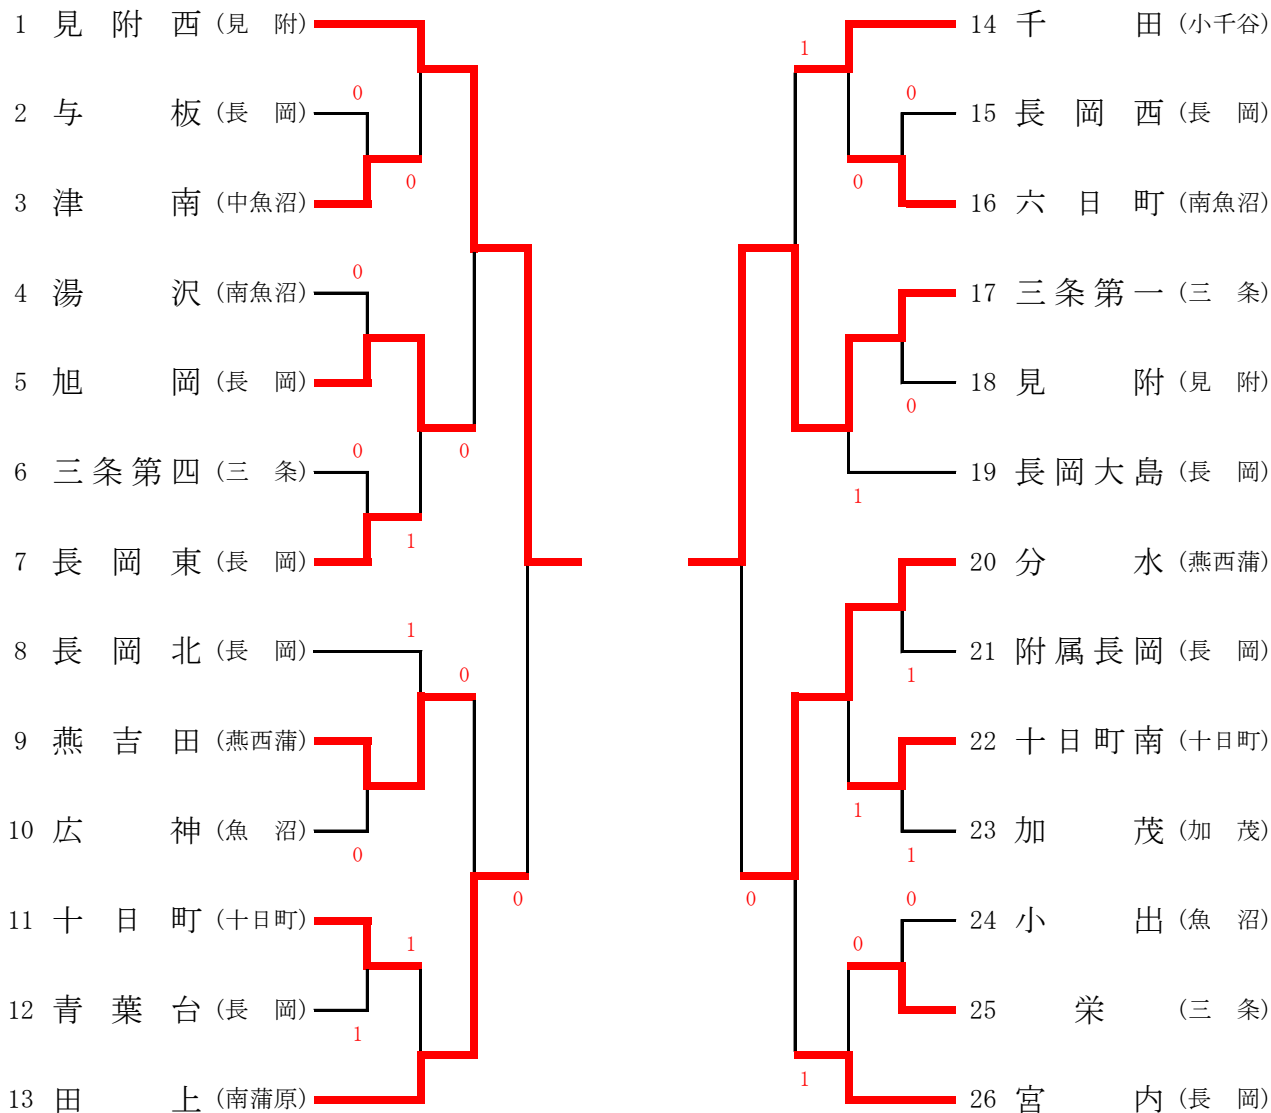 1 見附西 (見附)
0
2 与板 (長岡)
0
3 津南 (中魚沼)
0
4 湯沢 (南魚沼)
5 旭岡 (長岡)
0
0
6 三条第四 (三条)
1
7 長岡東 (長岡)
1
8 長岡北 (長岡)
0
9 燕吉田 (燕西蒲)
10 広神 (魚沼)
0
0
11 十日町 (十日町)
1
12 青葉台 (長岡)
1
13 田上 (南蒲原)
14 千田 (小千谷)
1
0
15 長岡西 (長岡)
0
16 六日町 (南魚沼)
17 三条第一 (三条)
18 見附 (見附)
0
19 長岡大島 (長岡)
1
20 分水 (燕西蒲)
21 附属長岡 (長岡)
1
22 十日町南 (十日町)
1
23 加茂 (加茂)
1
0
0
24 小出 (魚沼)
0
25 栄 (三条)
1
26 宮内 (長岡)